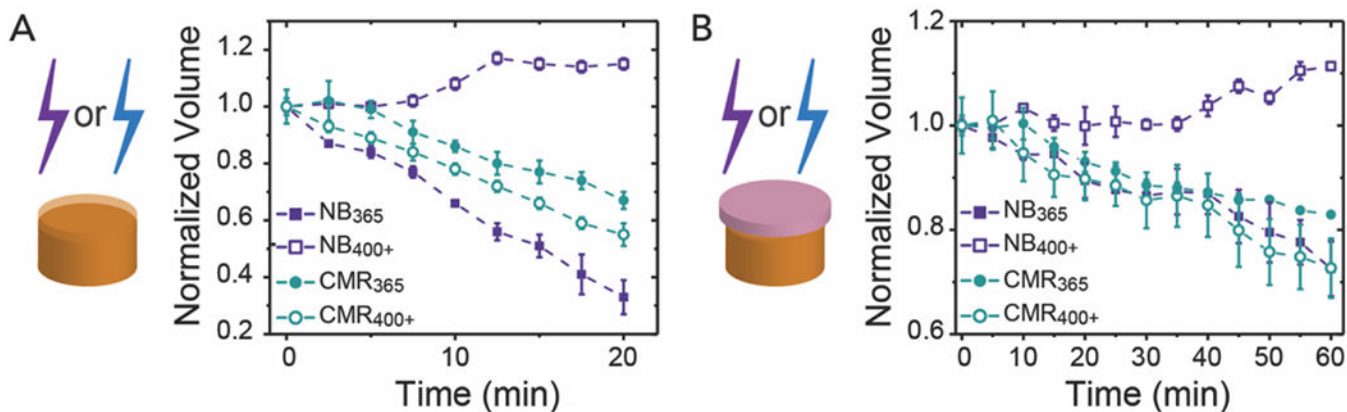 A
or
Normalized Volume
1.2
1.0
0.8
0.6
0.4
0.2
NB365
NB400+
CMR365
CMR400+
0
10
20
Time (min)
B
or
Normalized Volume
1.2
1.0
0.8
0.6
NB365
NB400+
CMR365
CMR400+
0
10
20
30
40
50
60
Time (min)